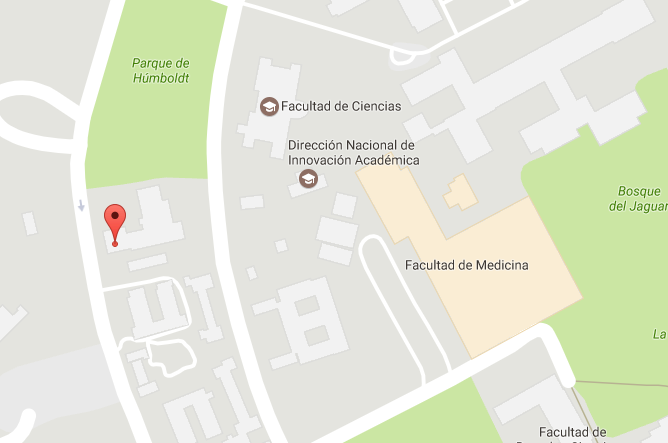 Parque de
Húmboldt
Facultad de Ciencias
Dirección Nacional de
Innovación Académica
Bosque
del Jaguar
Facultad de Medicina
La
Facultad de